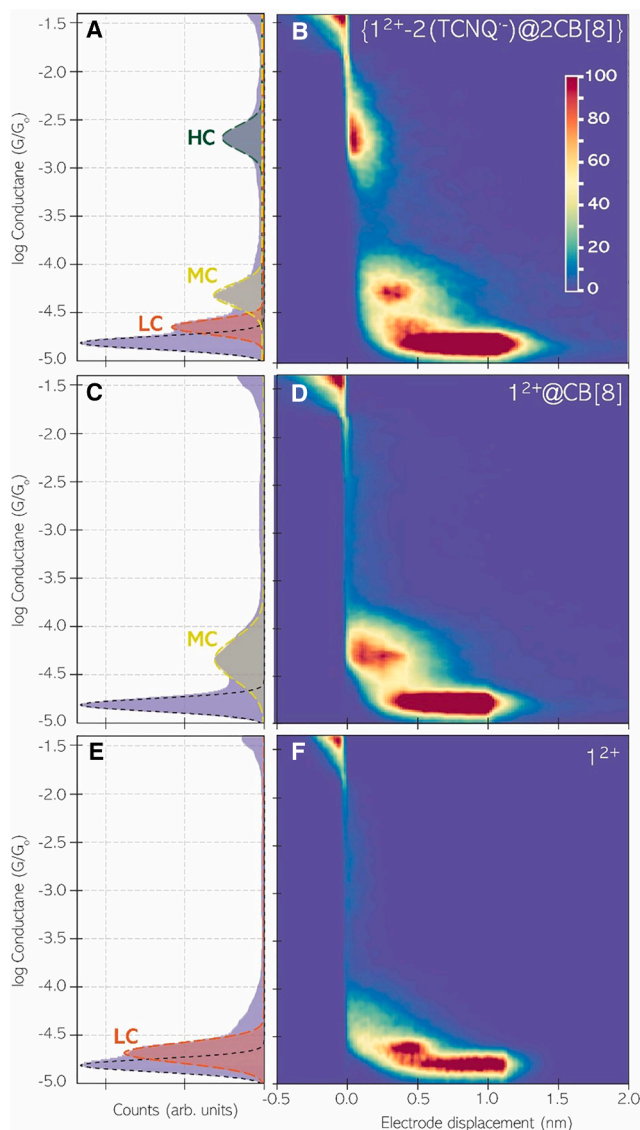 A
B
{1²⁺-2(TCNQ·⁻)@2CB[8]}
-1.5
-2.0
-2.5
-3.0
-3.5
-4.0
-4.5
-5.0
log Conductane (G/Gₒ)
HC
MC
LC
100
80
60
40
20
0
C
D
1²⁺@CB[8]
-1.5
-2.0
-2.5
-3.0
-3.5
-4.0
-4.5
-5.0
log Conductane (G/Gₒ)
MC
E
F
1²⁺
-1.5
-2.0
-2.5
-3.0
-3.5
-4.0
-4.5
-5.0
log Conductane (G/Gₒ)
LC
-0.5 0.0 0.5 1.0 1.5 2.0
Counts (arb. units)
Electrode displacement (nm)